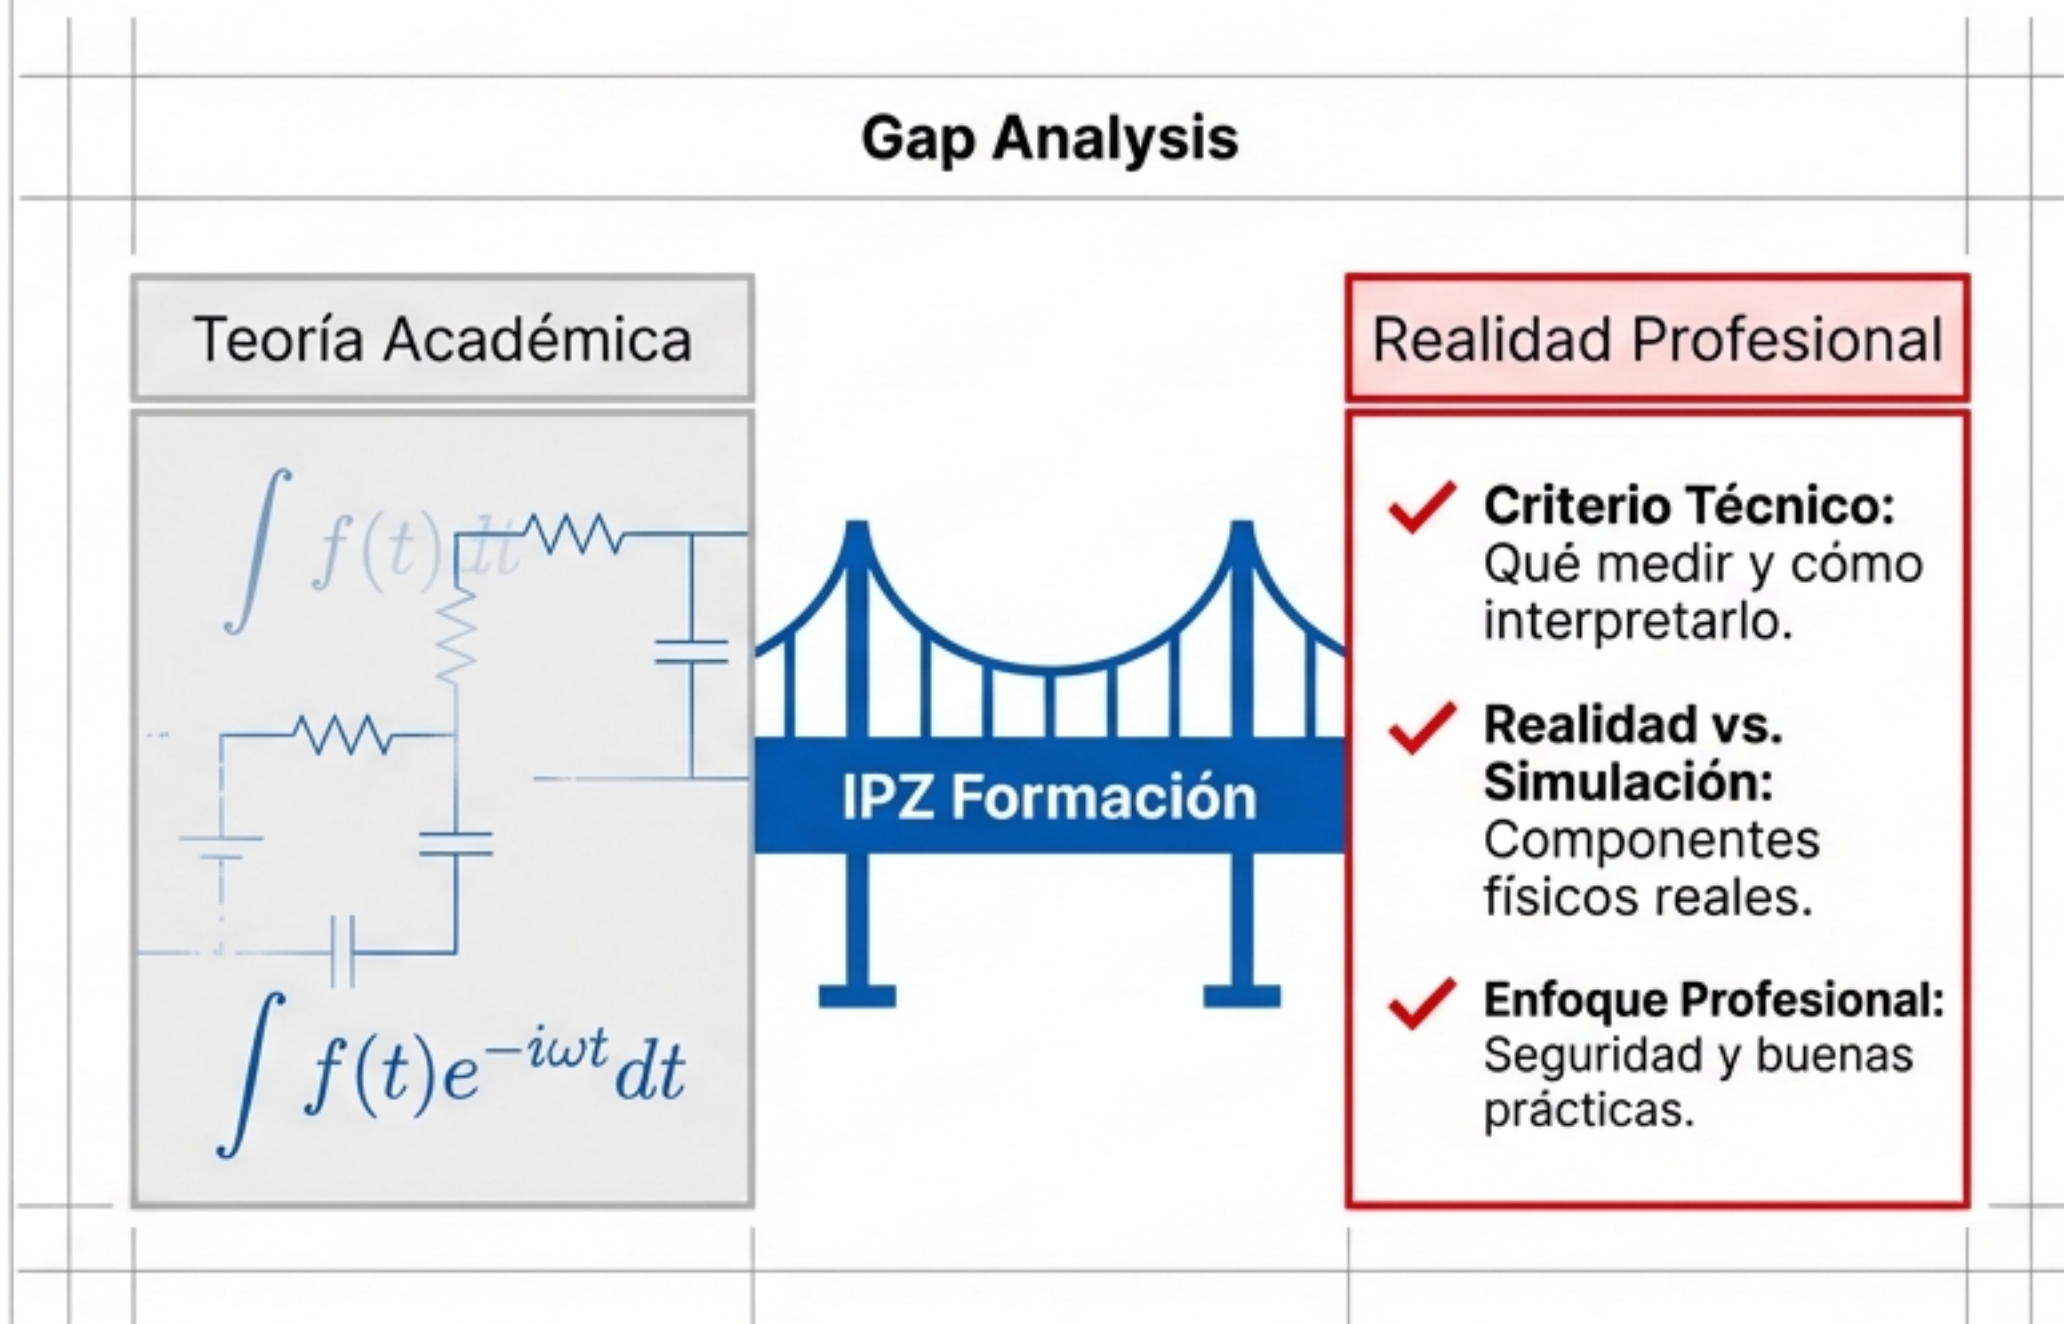 Gap Analysis
Teoría Académica
∫ f(t) dt
∫ f(t)e^{-iωt} dt
IPZ Formación
Realidad Profesional
Criterio Técnico:
Qué medir y cómo
interpretarlo.
Realidad vs.
Simulación:
Componentes
físicos reales.
Enfoque Profesional:
Seguridad y buenas
prácticas.